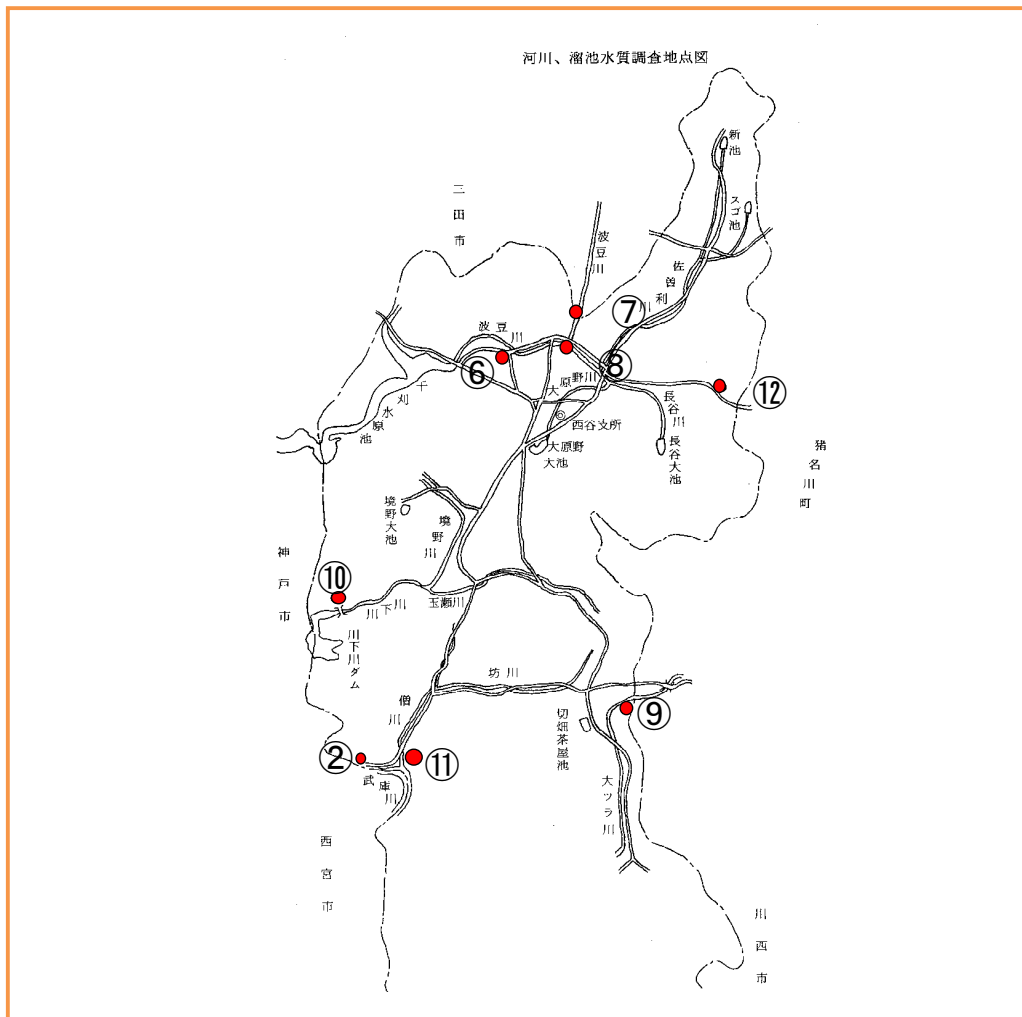 河川、溜池水質調査地点図
新池
スゴ池
三田市
波豆川
佐曽利川
⑦
波豆川
⑥
⑧
大原野川
⑫
千刈水原池
長谷川
西谷支所
大原野大池
長谷大池
猪名川町
境野大池
境野川
神戸市
⑩
川下川
玉瀬川
川下川ダム
坊川
僧川
切畑茶屋池
⑨
②
⑪
武庫川
大ツラ川
西宮市
川西市